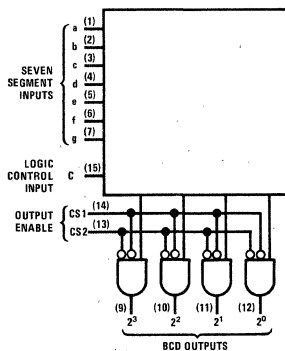 a (1)
b (2)
c (3)
SEVEN SEGMENT INPUTS
d (4)
e (5)
f (6)
g (7)
LOGIC CONTROL INPUT
C (15)
OUTPUT ENABLE
CS1 (14)
CS2 (13)
(9) (10) (11) (12)
2³ 2² 2¹ 2⁰
BCD OUTPUTS